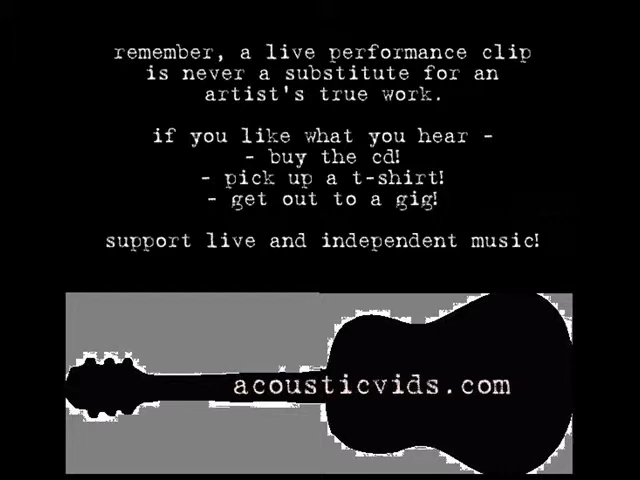 remember, a live performance clip
is never a substitute for an
artist's true work.
if you like what you hear -
- buy the cd!
- pick up a t-shirt!
- get out to a gig!
support live and independent music!
acousticvids.com